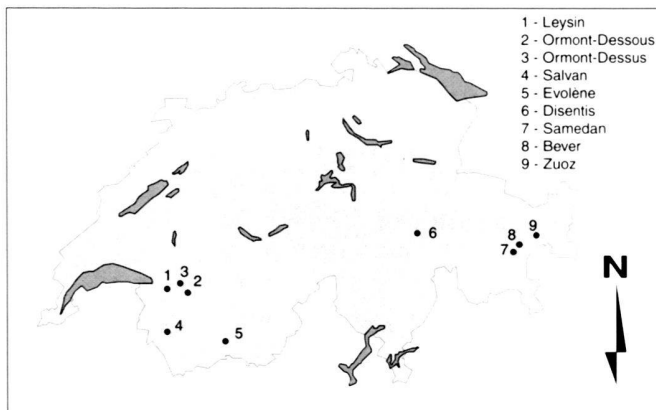 1 - Leysin
2 - Ormont-Dessous
3 - Ormont-Dessus
4 - Salvan
5 - Evolène
6 - Disentis
7 - Samedan
8 - Bever
9 - Zuoz
9
8
6
7
N
3
1
2
4
5